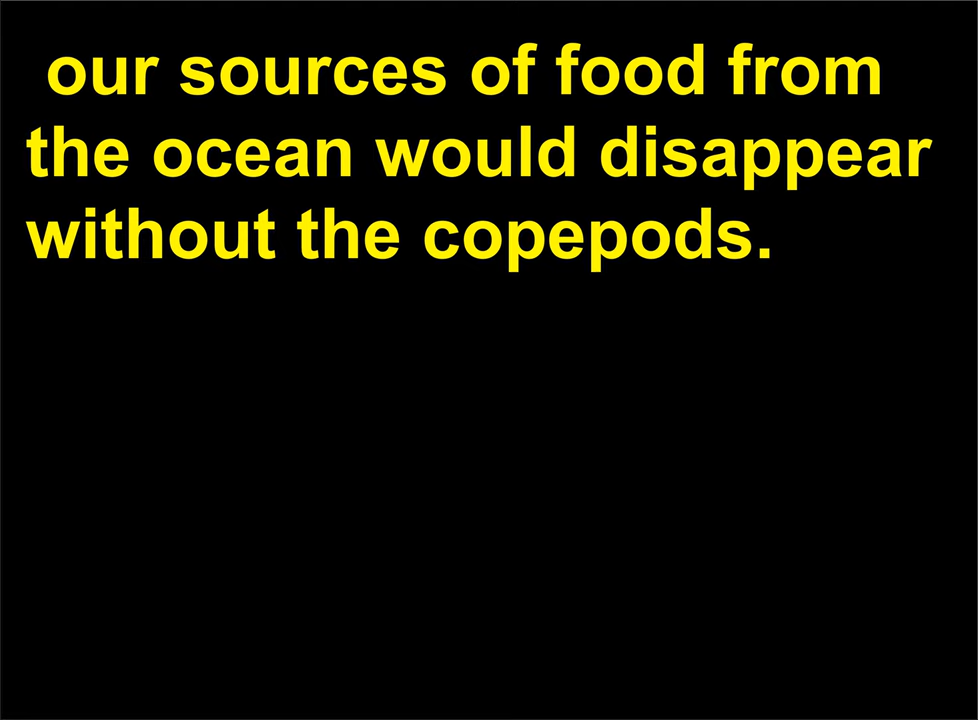 our sources of food from
the ocean would disappear
without the copepods.